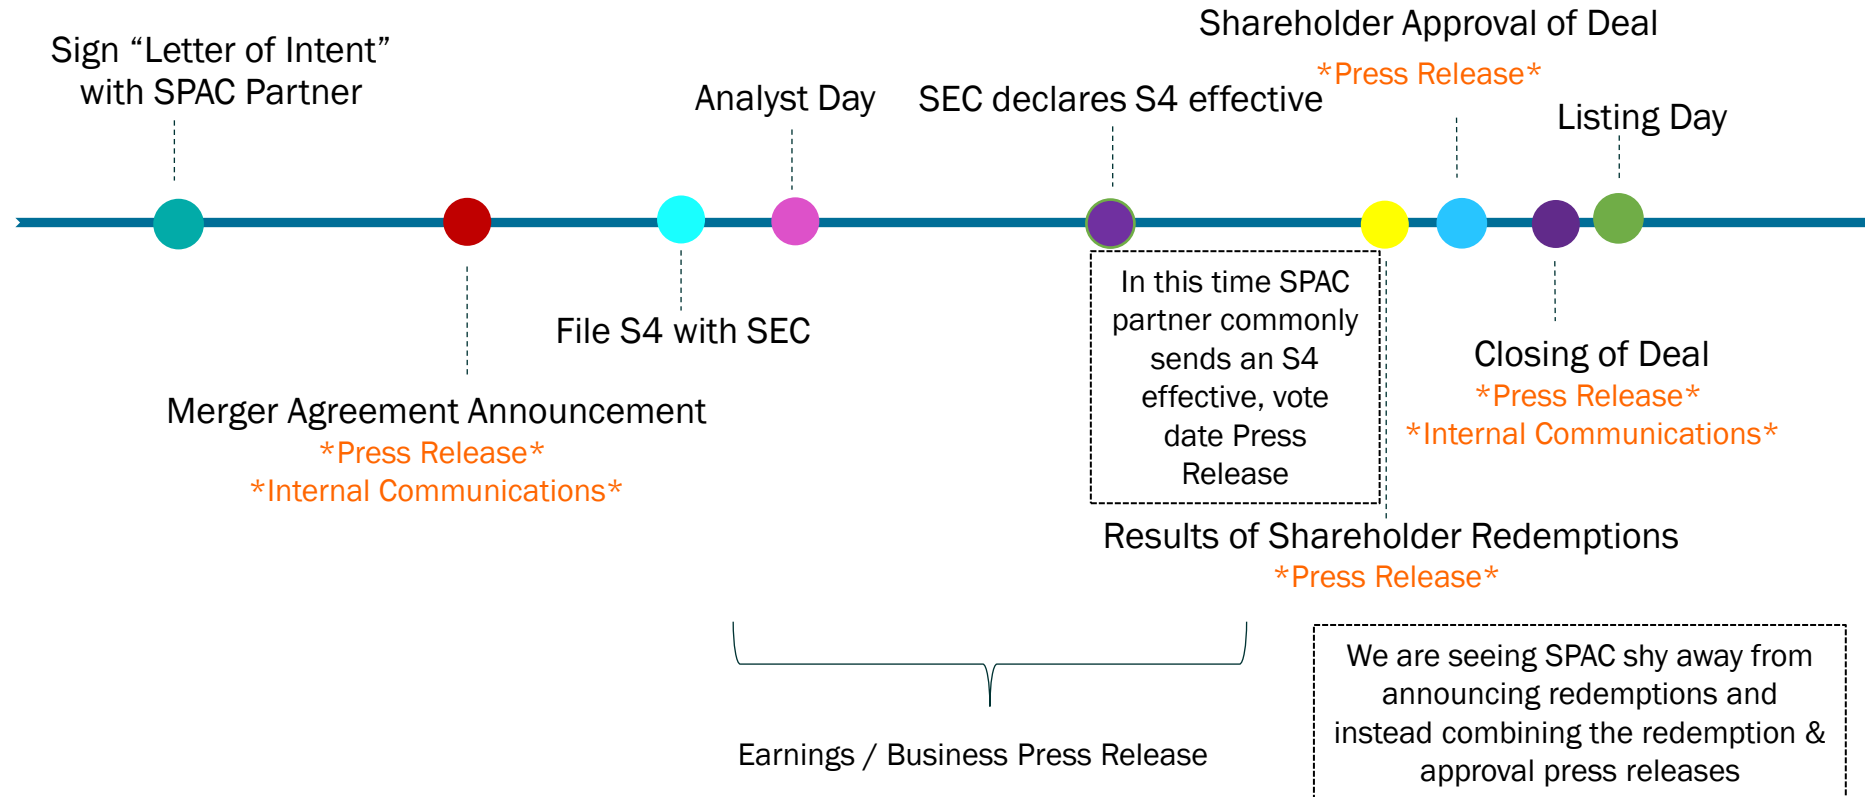 Sign “Letter of Intent”
with SPAC Partner
Analyst Day
SEC declares S4 effective
Shareholder Approval of Deal
*Press Release*
Listing Day
File S4 with SEC
Merger Agreement Announcement
*Press Release*
*Internal Communications*
In this time SPAC
partner commonly
sends an S4
effective, vote
date Press
Release
Closing of Deal
*Press Release*
*Internal Communications*
Results of Shareholder Redemptions
*Press Release*
Earnings / Business Press Release
We are seeing SPAC shy away from
announcing redemptions and
instead combining the redemption &
approval press releases